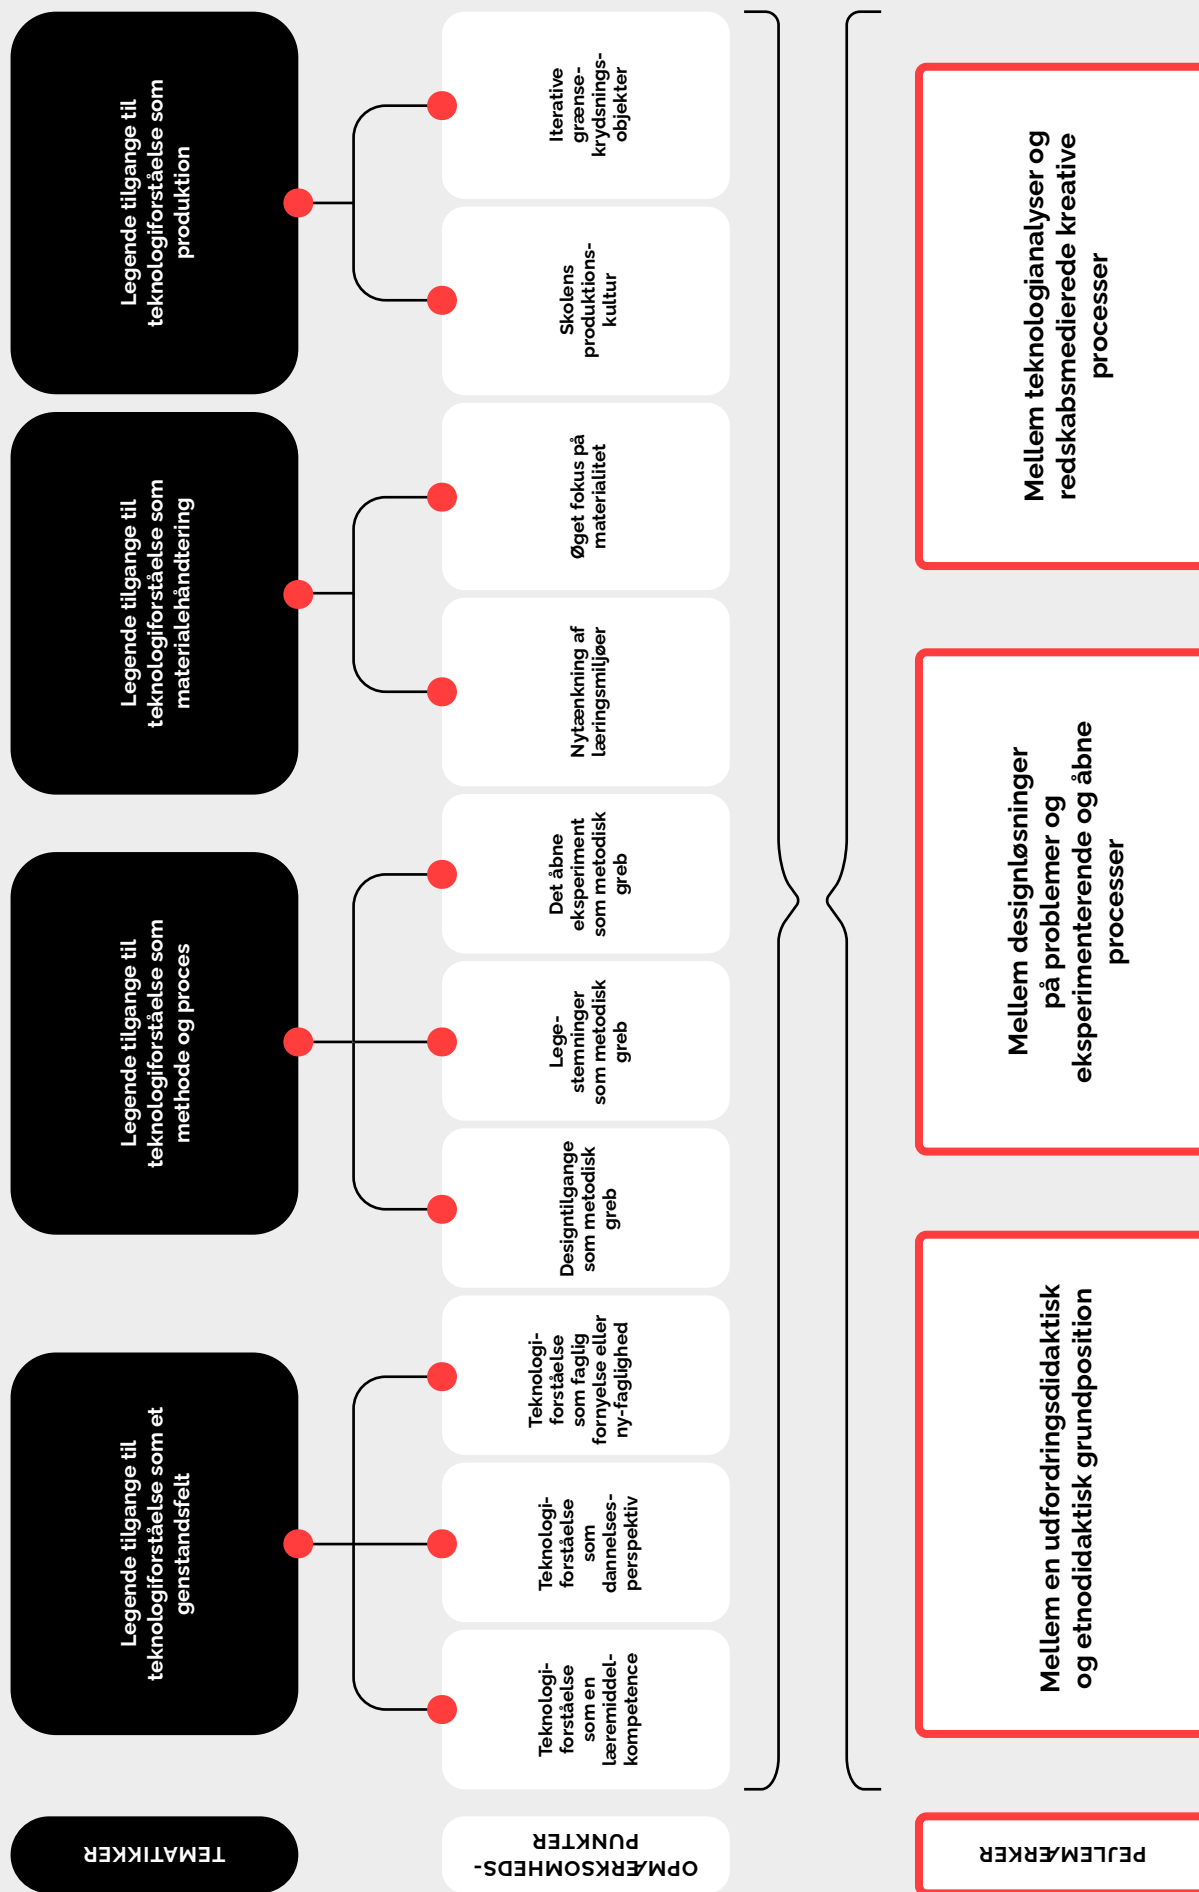 TEMATIKKER
Legende tilgange til
teknologiforståelse som et
genstandsfelt
Legende tilgange til
teknologiforståelse som
methode og proces
Legende tilgange til
teknologiforståelse som
materialehåndtering
Legende tilgange til
teknologiforståelse som
produktion
OPMÆRKSOMHEDS-
PUNKTER
Teknologi-
forståelse
som en
læremiddel-
kompetence
Teknologi-
forståelse
som
dannelses-
perspektiv
Teknologi-
forståelse
som faglig
fornyelse eller
ny-faglighed
Designtilgange
som metodisk
greb
Lege-
stemninger
som metodisk
greb
Det åbne
eksperiment
som metodisk
greb
Nytænkning af
læringsmiljøer
Øget fokus på
materialitet
Skolens
produktions-
kultur
Iterative
grænse-
krydsnings-
objekter
PEJLEMÆRKER
Mellem en udfordringsdidaktisk
og etnodidaktisk grundposition
Mellem designløsninger
på problemer og
eksperimenterende og åbne
processer
Mellem teknologianalyser og
redskabsmedierede kreative
processer